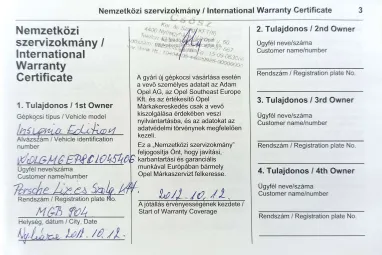 Nemzetközi szervizokmány / International Warranty Certificate 3
Nemzetközi
szervizokmány /
International
Warranty
Certificate
1. Tulajdonos / 1st Owner
Gépkocsi típus / Vehicle model
Insignia Edition
Alvázszám / Vehicle identification
number
Ügyfél neve/száma
Customer name/number
Porsche Lízes
Rendszám / Registration plate No.
MGB 904
Helység, dátum / City, Date
2017.10.12.
CSŐSZ
A gyári új gépkocsi vásárlása esetén
a vevő személyes adatait az Adam
Opel AG, az Opel Southeast Europe
Kft, és az értékesítő Opel
Márkakereskedés csak a vevő
kiszolgálása érdekében veszi
nyilvántartásba, és az adatokat az
adatvédelmi törvénynek megfelelően
kezeli.
Ez a „Nemzetközi szervizokmány"
feljogosítja Önt, hogy javítási,
karbantartási és garanciális
munkával Európában bármely
Opel Márkaszervizt felkeresse.
2017.10.12.
A jótállás érvényességének kezdete /
Start of Warranty Coverage
2. Tulajdonos / 2nd Owner
Ügyfél neve/száma
Customer name/number
Rendszám / Registration plate No.
3. Tulajdonos / 3rd Owner
Ügyfél neve/száma
Customer name/number
Rendszám / Registration plate No.
4. Tulajdonos / 4th Owner
Ügyfél neve/száma
Customer name/number
Rendszám / Registration plate No.